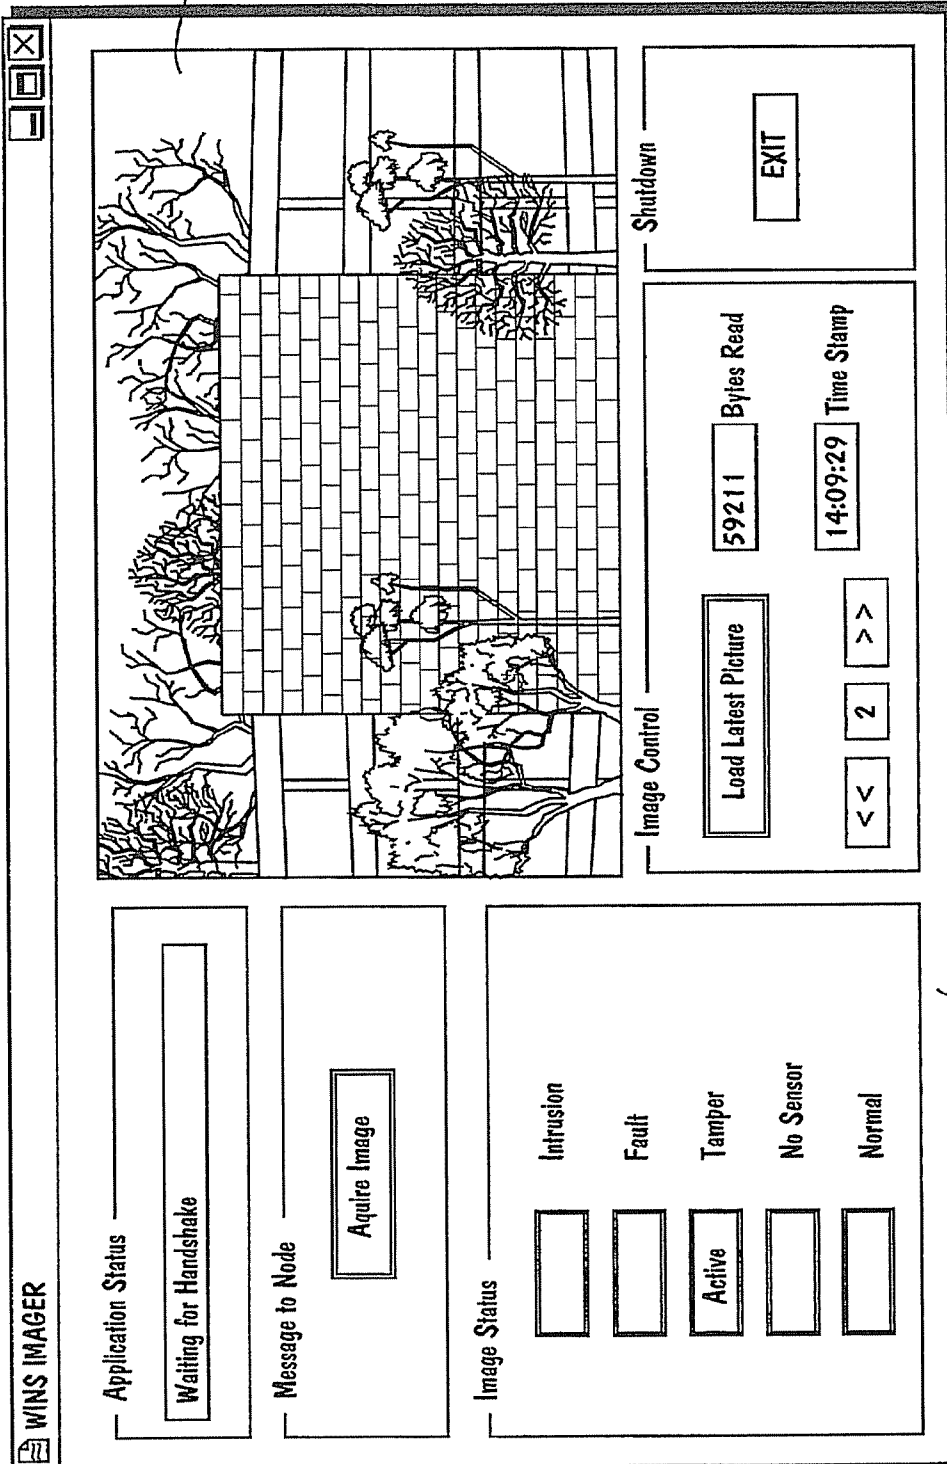 WINS IMAGER
Application Status
Waiting for Handshake
Message to Node
Aquire Image
Image Status
Intrusion
Fault
Active Tamper
No Sensor
Normal
Image Control
Load Latest Picture
59211 Bytes Read
<< 2 >>
14:09:29 Time Stamp
Shutdown
EXIT